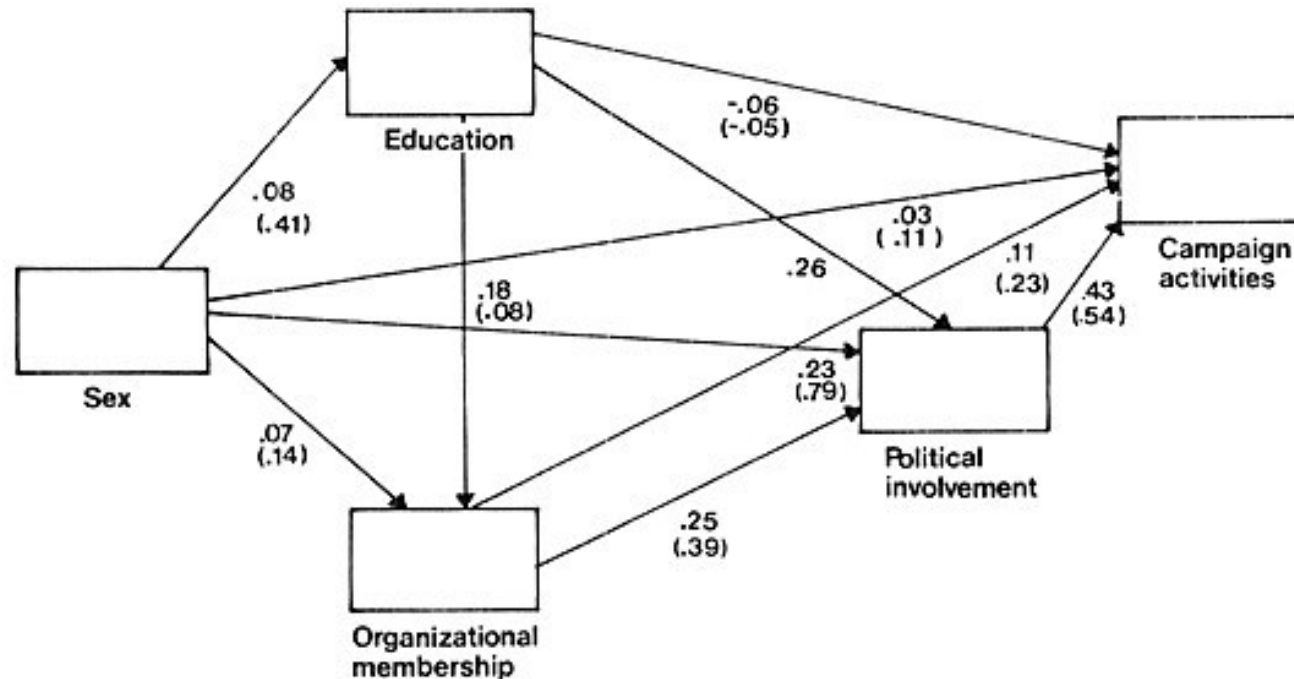 -.06
(-.05)
Education
.08
(.41)
.03
(.11)
.11
(.23)
Campaign
activities
.26
.18
(.08)
.43
(.54)
Sex
.23
(.79)
.07
(.14)
Political
involvement
.25
(.39)
Organizational
membership